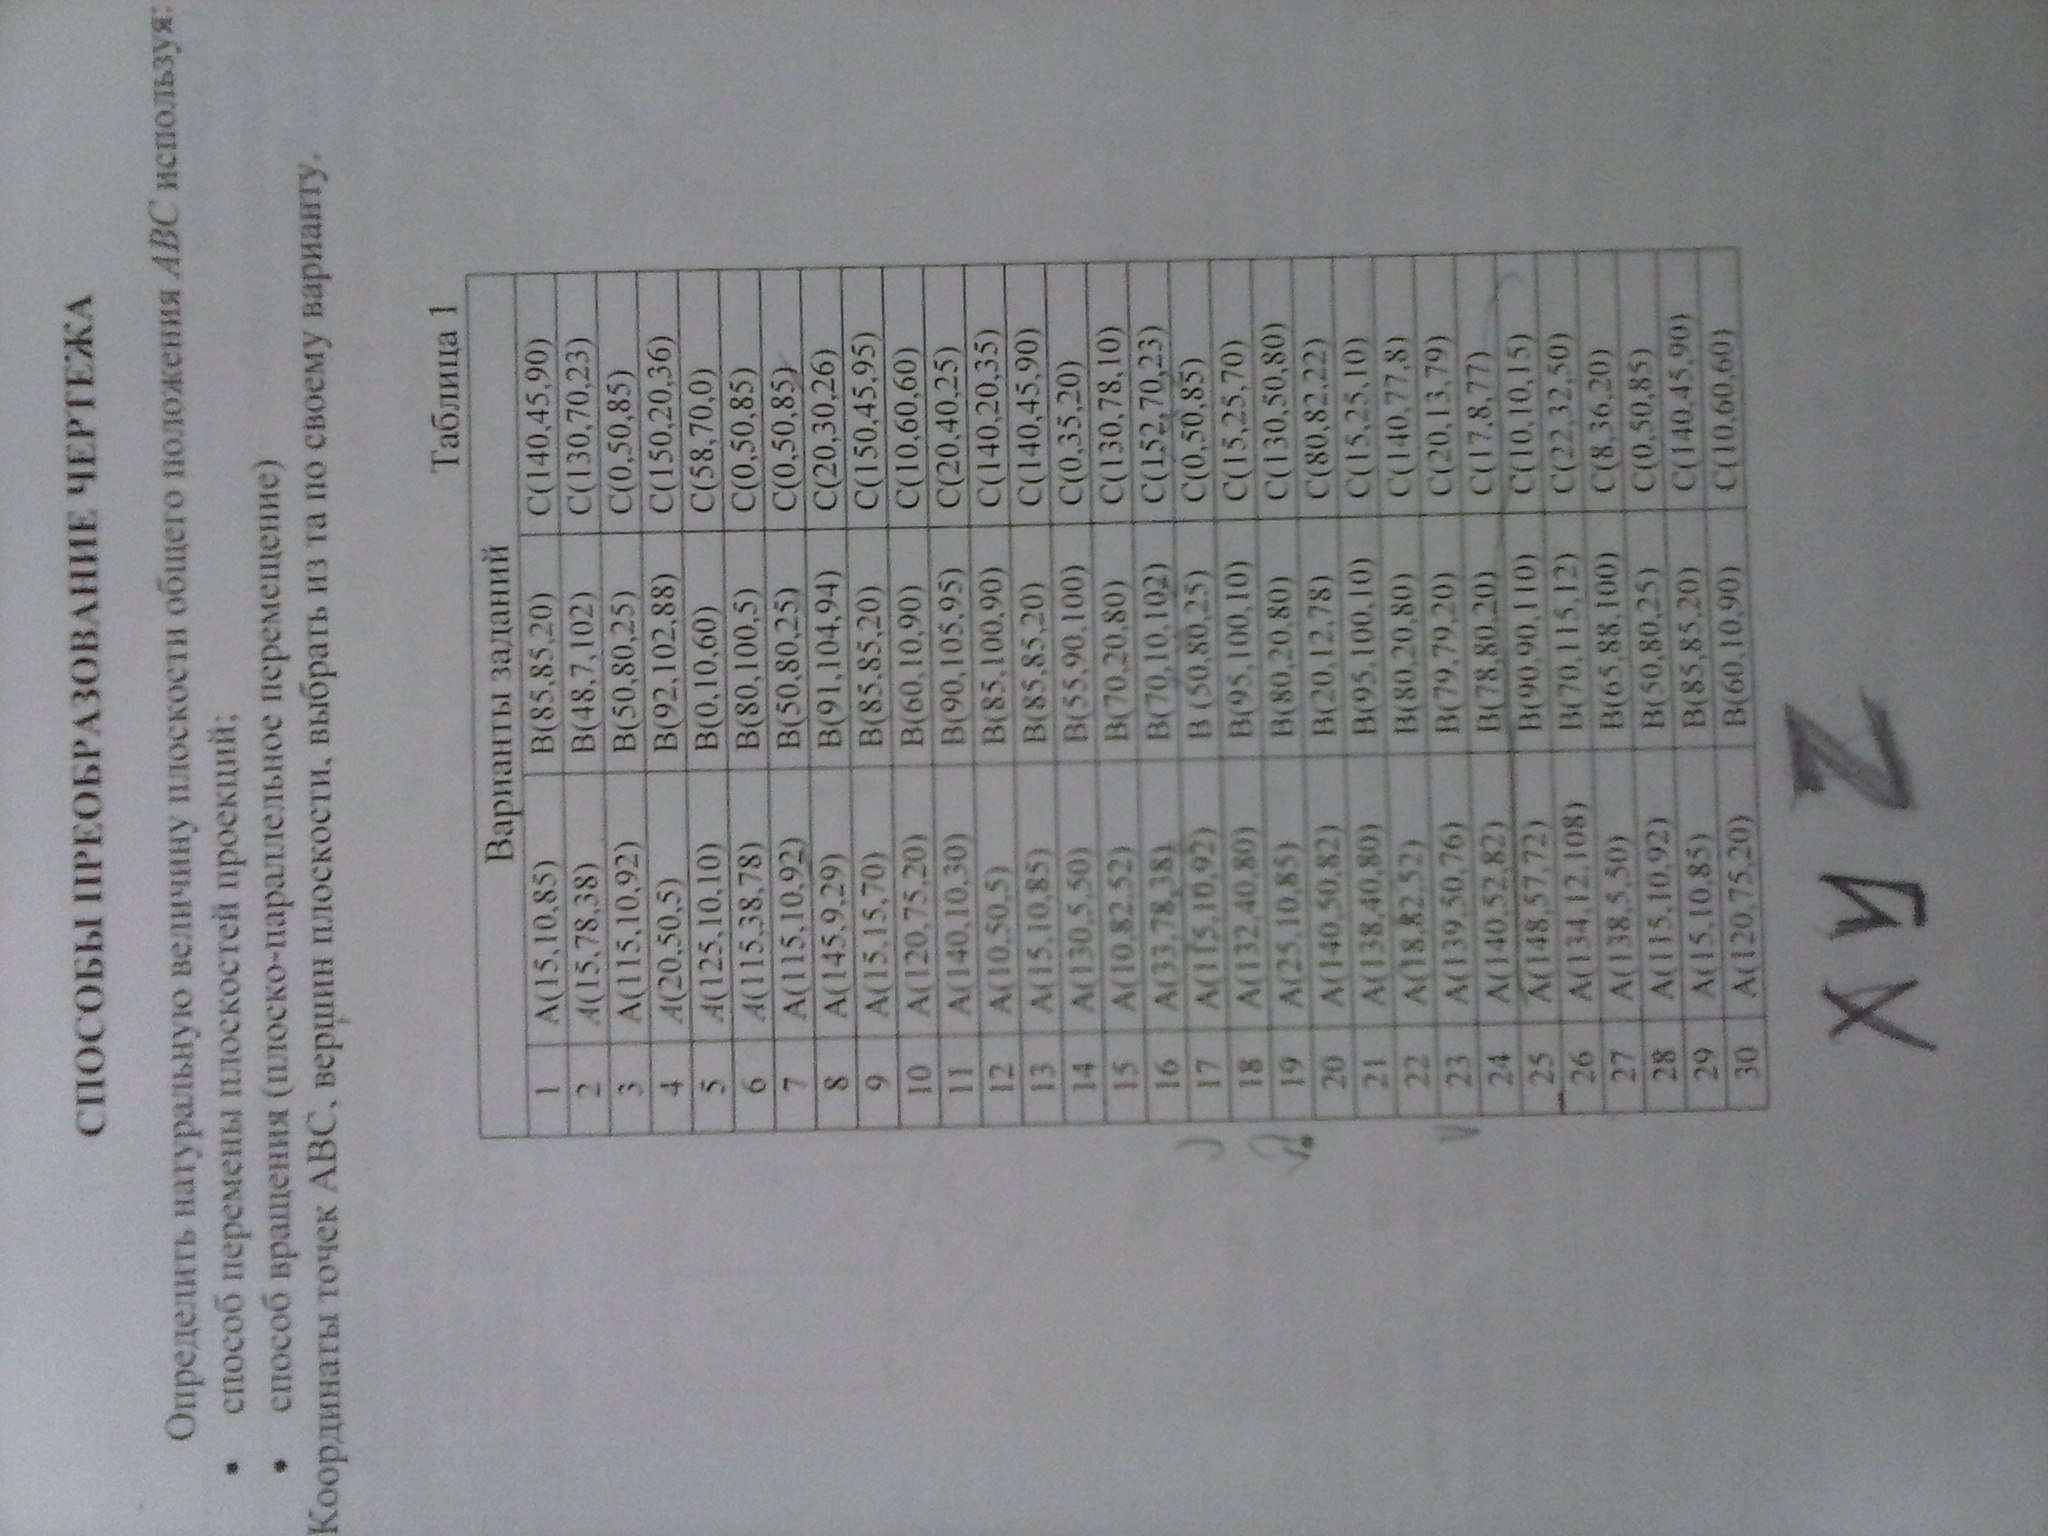 СПОСОБЫ ПРЕОБРАЗОВАНИЕ ЧЕРТЕЖА
Определить натуральную величину плоскости общего положения АВС используя:
• способ перемены плоскостей проекций;
• способ вращения (плоско-параллельное перемещение)
Координаты точек АВС, вершин плоскости, выбрать из та по своему варианту.
Таблица 1
Варианты заданий
1 А(15,10,85) В(85,85,20) С(140,45,90)
2 А(15,78,38) В(48,7,102) С(130,70,23)
3 А(115,10,92) В(50,80,25) С(0,50,85)
4 А(20,50,5) В(92,102,88) С(150,20,36)
5 А(125,10,10) В(0,10,60) С(58,70,0)
6 А(115,38,78) В(80,100,5) С(0,50,85)
7 А(115,10,92) В(50,80,25) С(0,50,85)
8 А(145,9,29) В(91,104,94) С(20,30,26)
9 А(15,15,70) В(85,85,20) С(150,45,95)
10 А(120,75,20) В(60,10,90) С(10,60,60)
11 А(140,10,30) В(90,105,95) С(20,40,25)
12 А(10,50,5) В(85,100,90) С(140,20,35)
13 А(15,10,85) В(85,85,20) С(140,45,90)
14 А(130,5,50) В(55,90,100) С(0,35,20)
15 А(10,82,52) В(70,20,80) С(130,78,10)
16 А(33,78,38) В(70,10,102) С(152,70,23)
17 А(115,10,92) В (50,80,25) С(0,50,85)
18 А(132,40,80) В(95,100,10) С(15,25,70)
19 А(25,10,85) В(80,20,80) С(130,50,80)
20 А(140,50,82) В(20,12,78) С(80,82,22)
21 А(138,40,80) В(95,100,10) С(15,25,10)
22 А(18,82,52) В(80,20,80) С(140,77,8)
23 А(139,50,76) В(79,79,20) С(20,13,79)
24 А(140,52,82) В(78,80,20) С(17,8,77)
25 А(148,57,72) В(90,90,110) С(10,10,15)
26 А(134,12,108) В(70,115,12) С(22,32,50)
27 А(138,5,50) В(65,88,100) С(8,36,20)
28 А(115,10,92) В(50,80,25) С(0,50,85)
29 А(15,10,85) В(85,85,20) С(140,45,90)
30 А(120,75,20) В(60,10,90) С(10,60,60)
X У Z